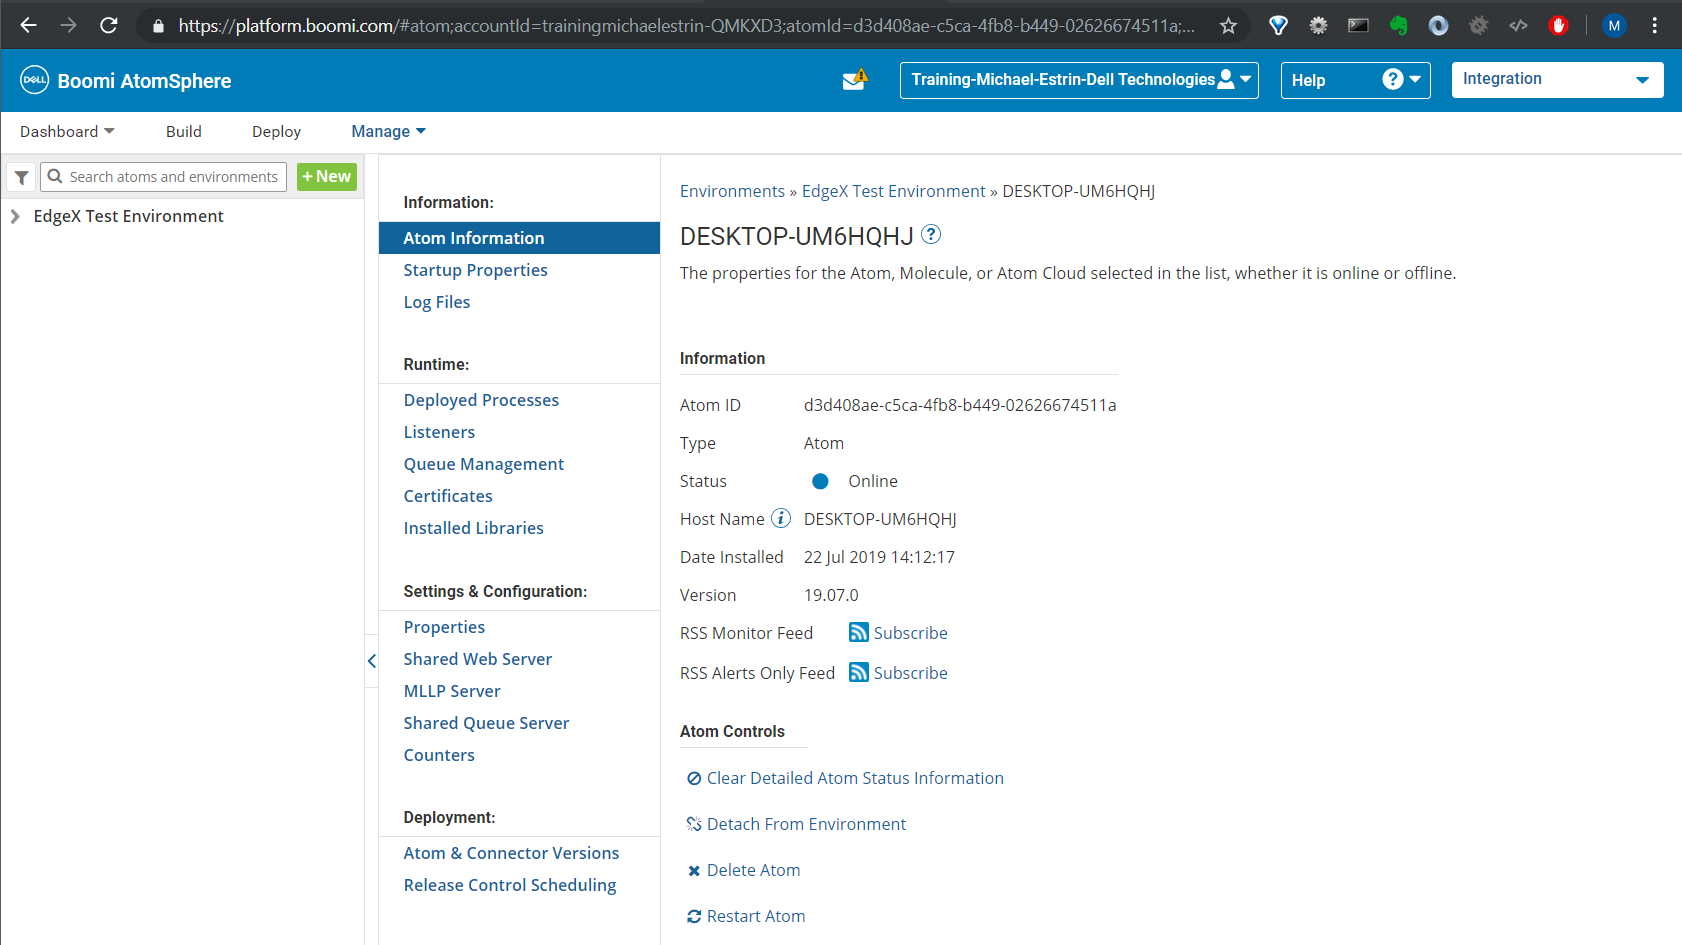 https://platform.boomi.com/#atom;accountId=trainingmichaelestrin-QMKXD3;atomId=d3d408ae-c5ca-4fb8-b449-02626674511a;...
M
DELL Boomi AtomSphere
Training-Michael-Estrin-Dell Technologies
Help ?
Integration
Dashboard
Build
Deploy
Manage
Search atoms and environments
+ New
EdgeX Test Environment
Information:
Atom Information
Startup Properties
Log Files
Runtime:
Deployed Processes
Listeners
Queue Management
Certificates
Installed Libraries
Settings & Configuration:
Properties
Shared Web Server
MLLP Server
Shared Queue Server
Counters
Deployment:
Atom & Connector Versions
Release Control Scheduling
Environments » EdgeX Test Environment » DESKTOP-UM6HQHJ
DESKTOP-UM6HQHJ ?
The properties for the Atom, Molecule, or Atom Cloud selected in the list, whether it is online or offline.
Information
Atom ID d3d408ae-c5ca-4fb8-b449-02626674511a
Type Atom
Status Online
Host Name i DESKTOP-UM6HQHJ
Date Installed 22 Jul 2019 14:12:17
Version 19.07.0
RSS Monitor Feed Subscribe
RSS Alerts Only Feed Subscribe
Atom Controls
Clear Detailed Atom Status Information
Detach From Environment
Delete Atom
Restart Atom